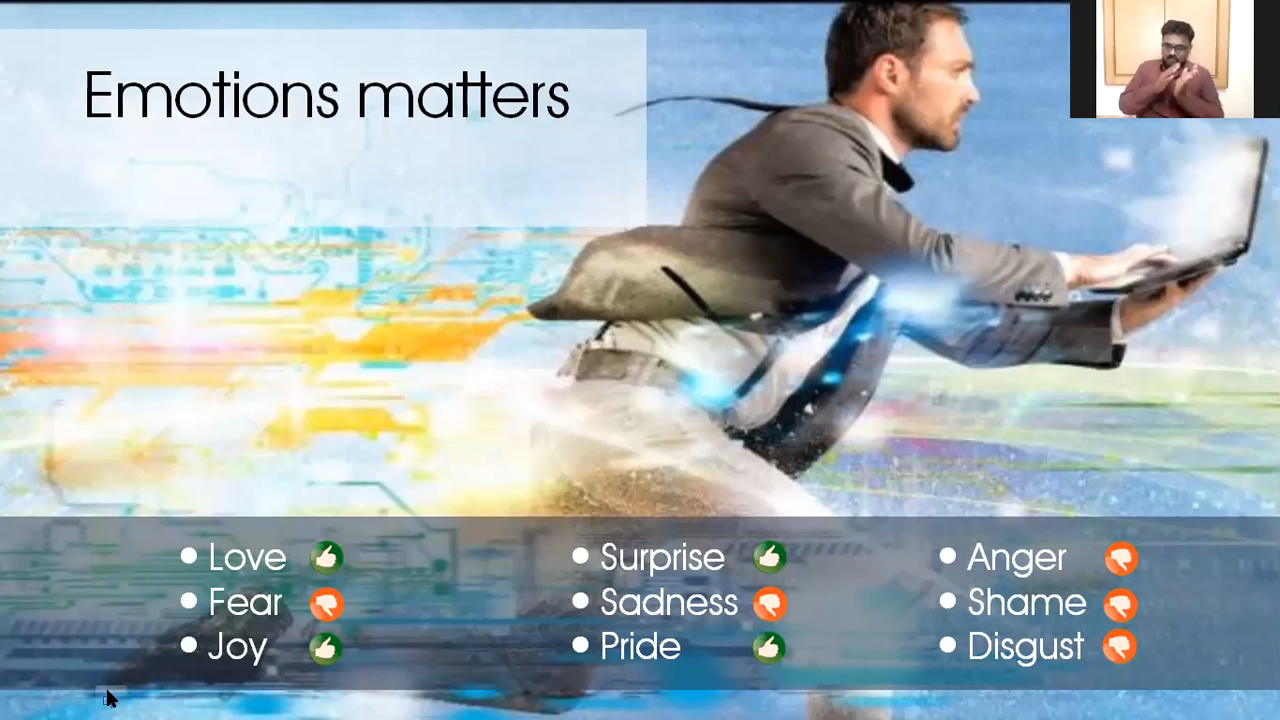 Emotions matters
• Love
• Fear
• Joy
• Surprise
• Sadness
• Pride
• Anger
• Shame
• Disgust